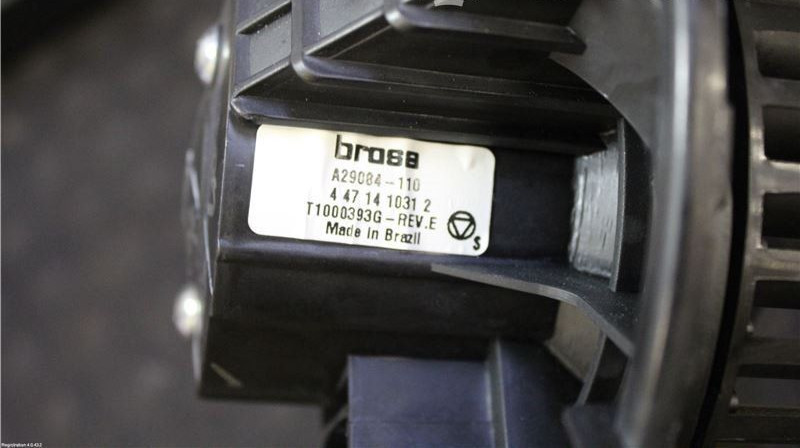 brose
A29084-110
4 47 14 1031 2
T1000393G-REV.E
Made in Brazil
S